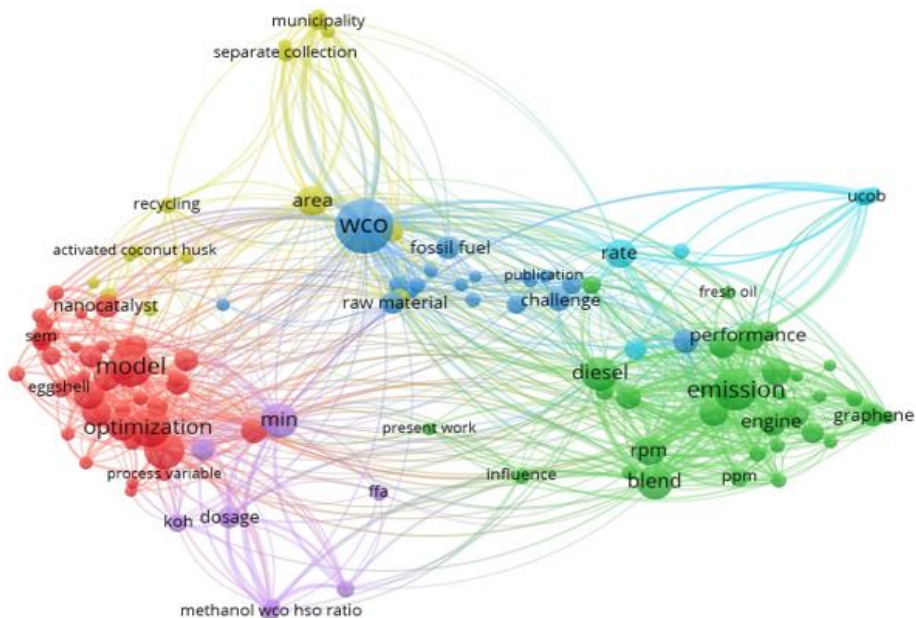 municipality
separate collection
ucob
recycling
area
wco
activated coconut husk
fossil fuel
rate
publication
nanocatalyst
raw material
challenge
fresh oil
sem
performance
model
eggshell
diesel
emission
optimization
min
present work
engine
graphene
process variable
rpm
influence
blend
ppm
ffa
koh
dosage
methanol wco hso ratio